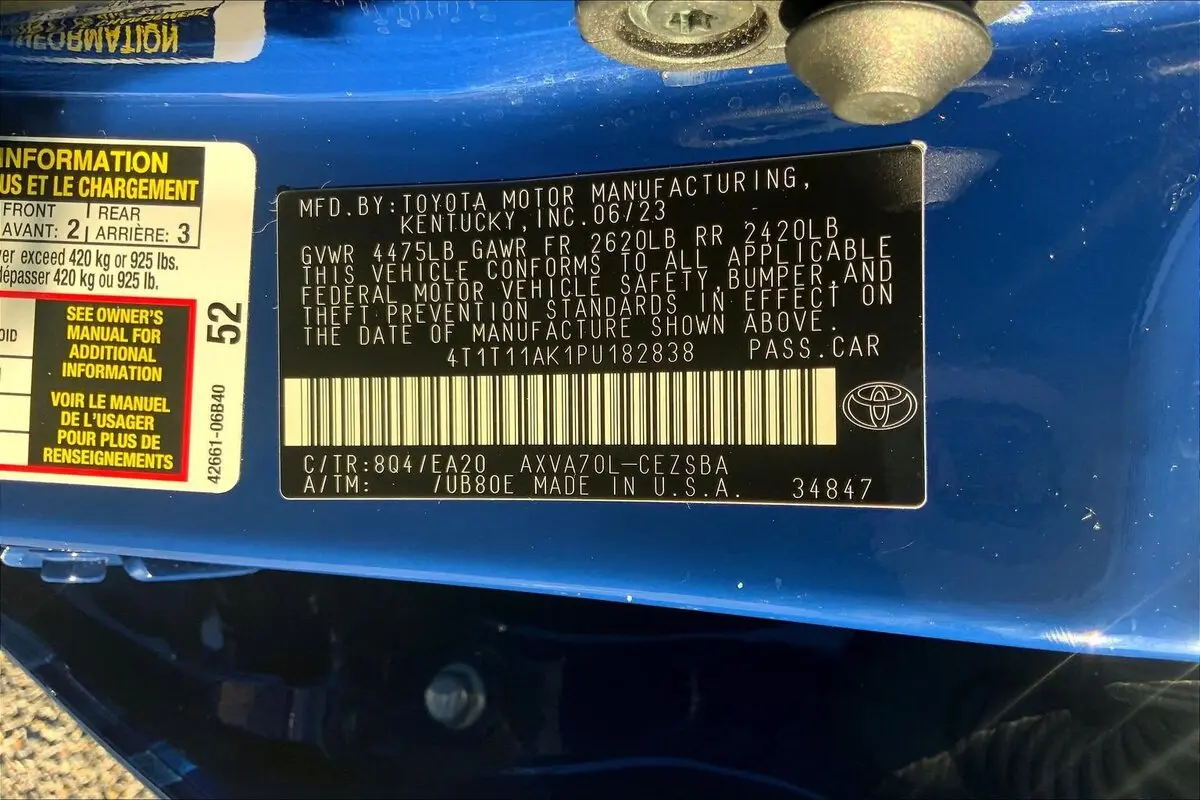 INFORMATION
INFORMATION
US ET LE CHARGEMENT
FRONT | REAR
AVANT: 2 | ARRIÈRE: 3
er exceed 420 kg or 925 lbs.
dépasser 420 kg ou 925 lb.
OID
SEE OWNER'S
MANUAL FOR
ADDITIONAL
INFORMATION
VOIR LE MANUEL
DE L'USAGER
POUR PLUS DE
RENSEIGNEMENTS
52
42661-06B40
MFD.BY:TOYOTA MOTOR MANUFACTURING,
KENTUCKY,INC.06/23
GVWR 4475LB GAWR FR 2620LB RR 2420LB
THIS VEHICLE CONFORMS TO ALL APPLICABLE
FEDERAL MOTOR VEHICLE SAFETY,BUMPER,AND
THEFT PREVENTION STANDARDS IN EFFECT ON
THE DATE OF MANUFACTURE SHOWN ABOVE.
4T1T11AK1PU182838 PASS.CAR
C/TR:8Q4/EA20 AXVA70L-CEZSBA
A/TM: /UB80E MADE IN U.S.A. 34847